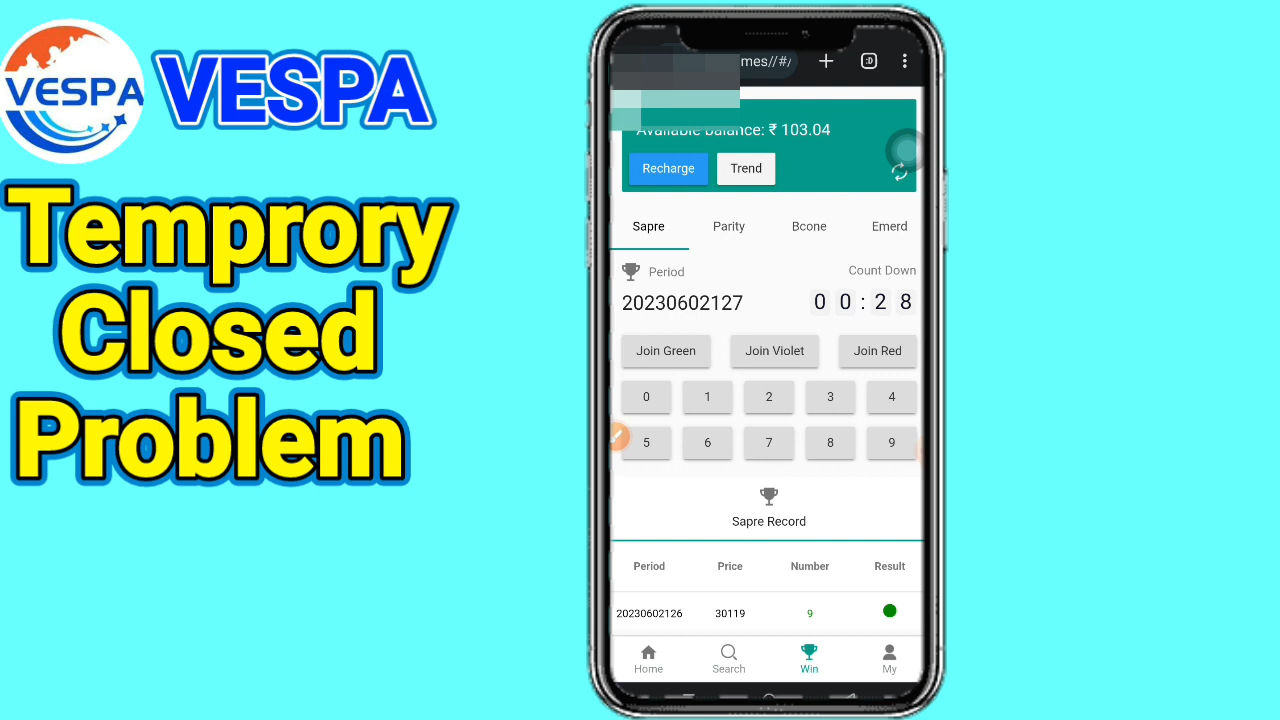 VESPA
VESPA
Temprory
Closed
Problem
mes//#/
:D
Available balance: ₹ 103.04
Recharge
Trend
Sapre Parity Bcone Emerd
Period Count Down
20230602127 0 0 : 2 8
Join Green Join Violet Join Red
0 1 2 3 4
5 6 7 8 9
Sapre Record
Period Price Number Result
20230602126 30119 9
Home Search Win My